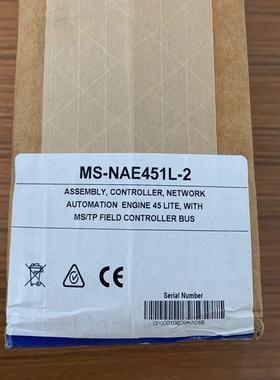 MS-NAE451L-2
ASSEMBLY, CONTROLLER, NETWORK
AUTOMATION ENGINE 45 LITE, WITH
MS/TP FIELD CONTROLLER BUS
CE
Serial Number